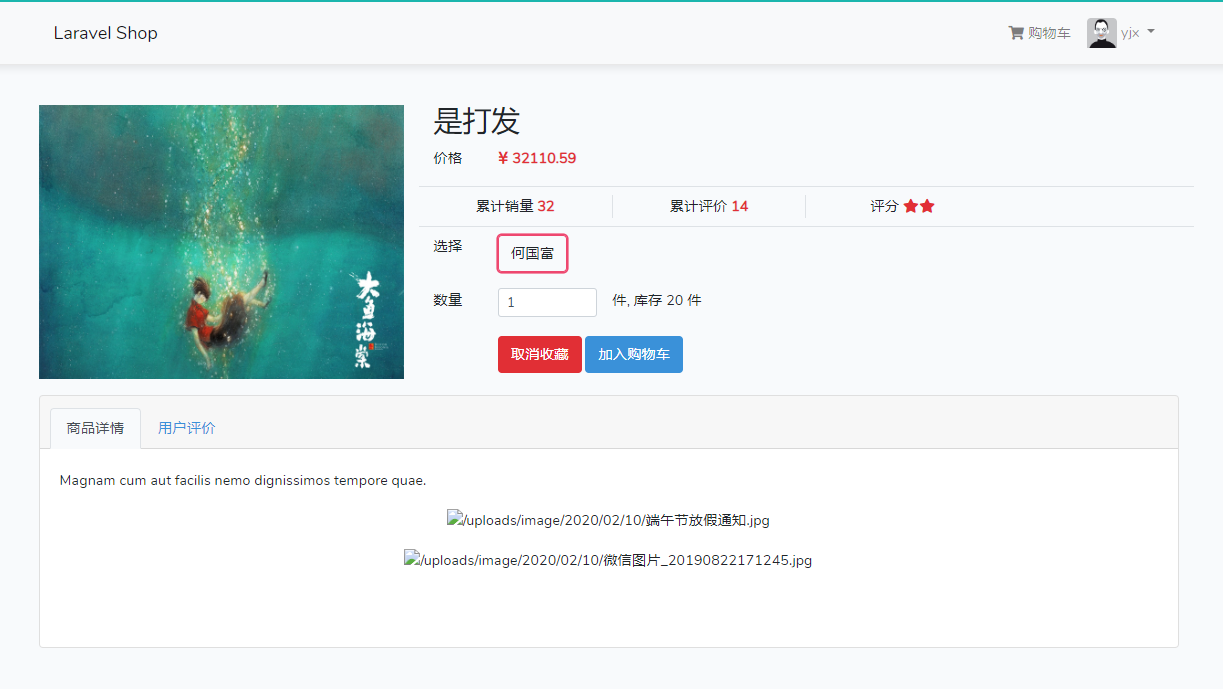 Laravel Shop
购物车 yjx
大鱼海棠
是打发
价格 ¥ 32110.59
累计销量 32 累计评价 14 评分
选择 何国富
数量 1 件, 库存 20 件
取消收藏 加入购物车
商品详情 用户评价
Magnam cum aut facilis nemo dignissimos tempore quae.
/uploads/image/2020/02/10/端午节放假通知.jpg
/uploads/image/2020/02/10/微信图片_20190822171245.jpg